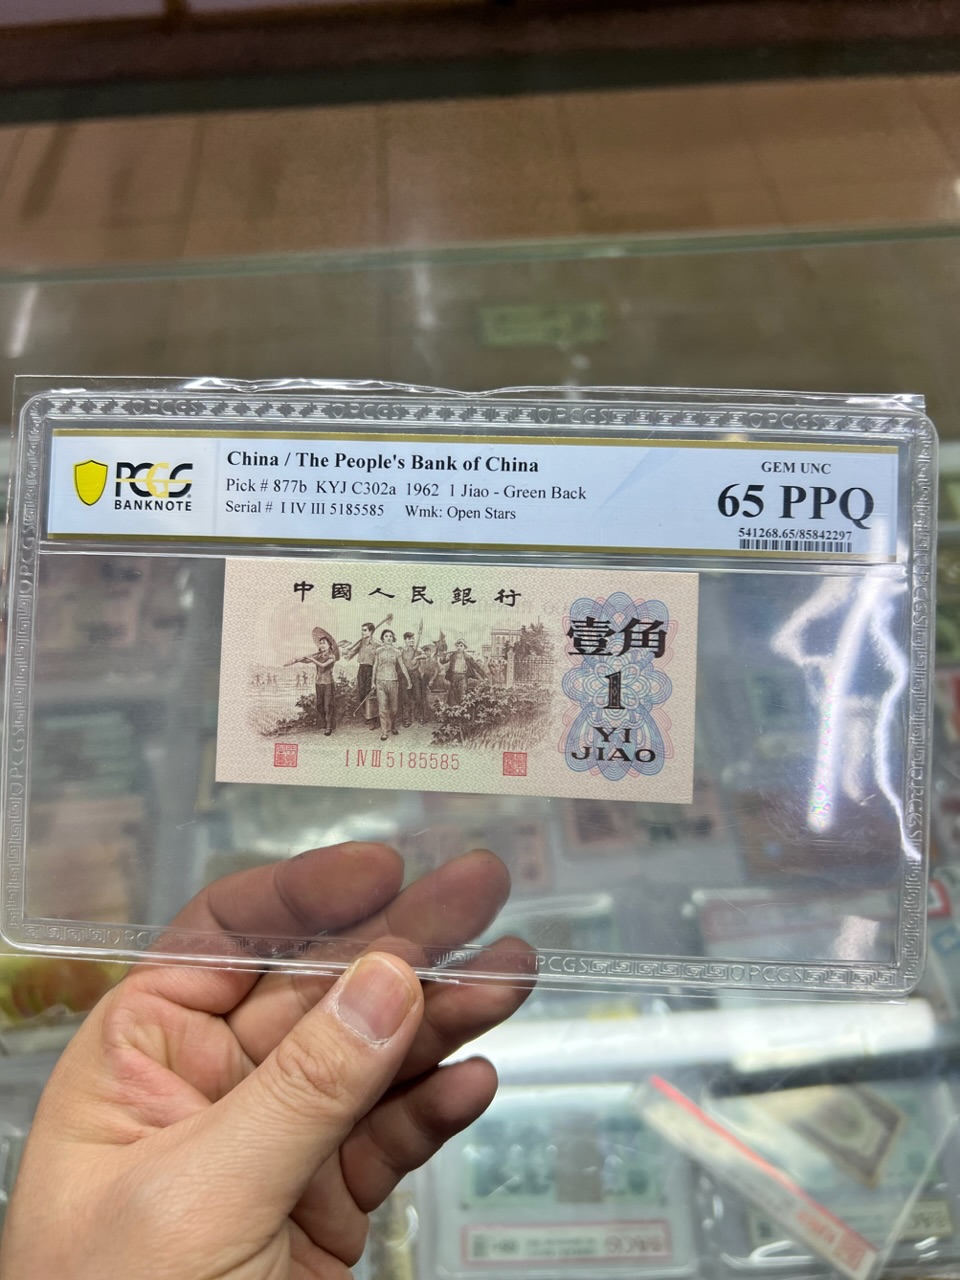 PCGS
BANKNOTE
China / The People's Bank of China
Pick # 877b KYJ C302a 1962 1 Jiao - Green Back
Serial # I IV III 5185585 Wmk: Open Stars
GEM UNC
65 PPQ
541268.65/85842297
中國人民銀行
壹角
1
YI
JIAO
I IV III 5185585